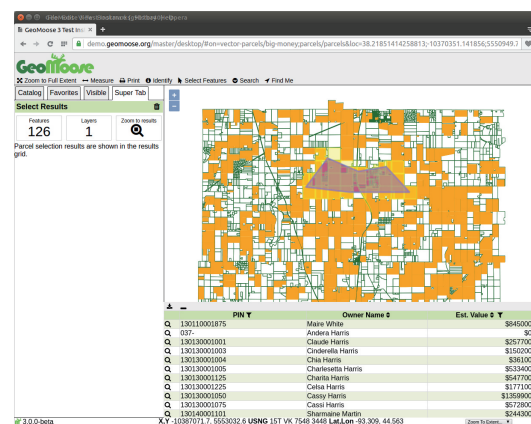 GeoMoose 3 Test Ins
demo.geomoose.org/master/desktop/#on=vector-parcels/big-money;parcels/parcels&loc=38.21851414258813;-10370351.141856;5550949.7
GeoMoose
Zoom to Full Extent Measure Print Identify Select Features Search Find Me
Catalog Favorites Visible Super Tab
Select Results
Features Layers Zoom to results
126 1
Parcel selection results are shown in the results
grid.
+
-
PIN Owner Name Est. Value
130110001875 Maire White $845000
037- Andera Harris $0
130130001001 Claude Harris $257700
130130001003 Cinderella Harris $150200
130130001004 Chia Harris $36100
130130001005 Charlesetta Harris $533400
130130001125 Charita Harris $547700
130130001225 Celsa Harris $177100
130130001050 Cassy Harris $1359900
130130001075 Cassi Harris $572800
130140001101 Sharmaine Martin $244300
3.0.0-beta X,Y -10387071.7, 5553032.6 USNG 15T VK 7548 3448 Lat,Lon -93.309, 44.563 Zoom To Extent...